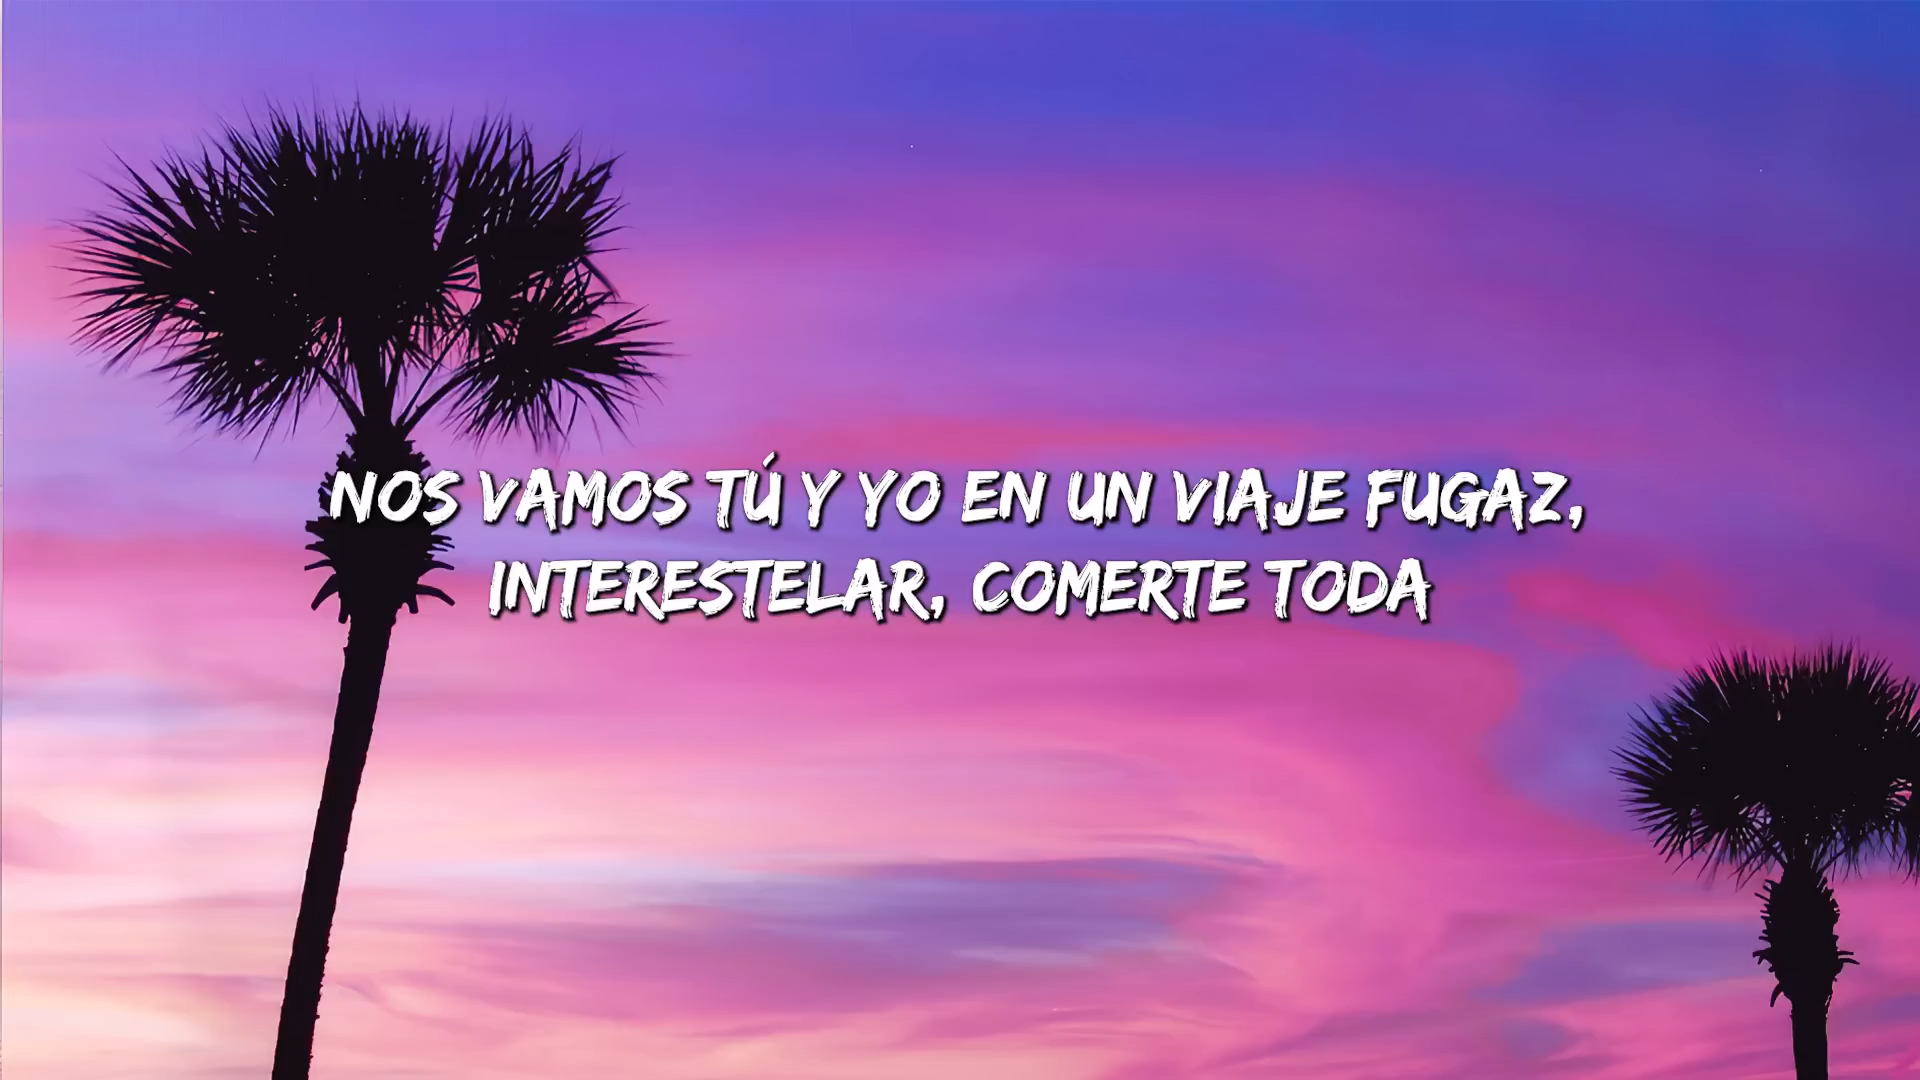 NOS VAMOS TÚ Y YO EN UN VIAJE FUGAZ,
INTERESTELAR, COMERTE TODA